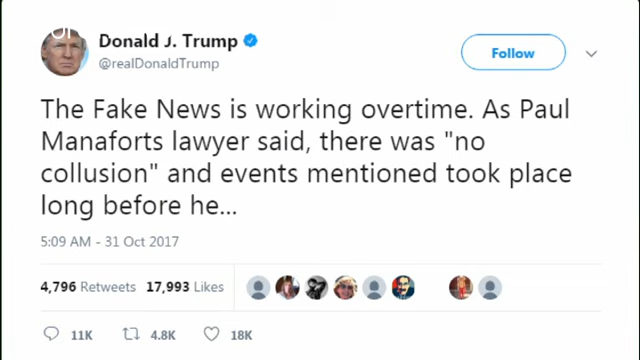 Donald J. Trump
@realDonaldTrump
Follow
The Fake News is working overtime. As Paul
Manaforts lawyer said, there was "no
collusion" and events mentioned took place
long before he...
5:09 AM - 31 Oct 2017
4,796 Retweets 17,993 Likes
11K 4.8K 18K